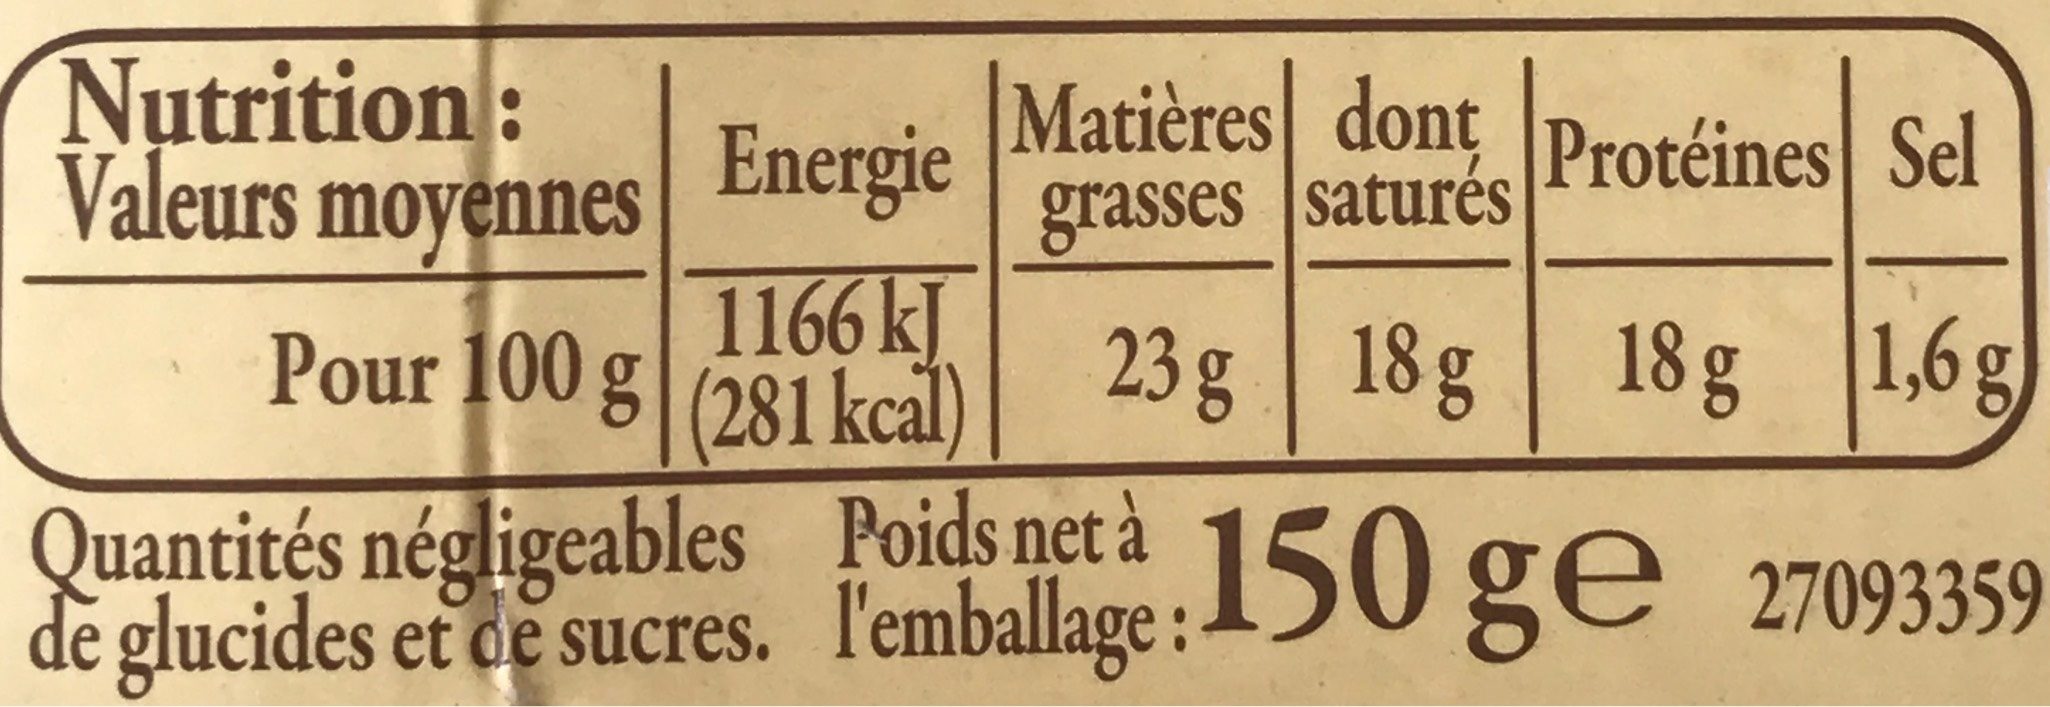 Nutrition :
Valeurs moyennes
Energie
Matières
grasses
dont
saturés
Protéines
Sel
Pour 100 g
1166 kJ
(281 kcal)
23 g
18 g
18 g
1,6 g
Quantités négligeables
de glucides et de sucres.
Poids net à
l'emballage :
150 g℮
27093359